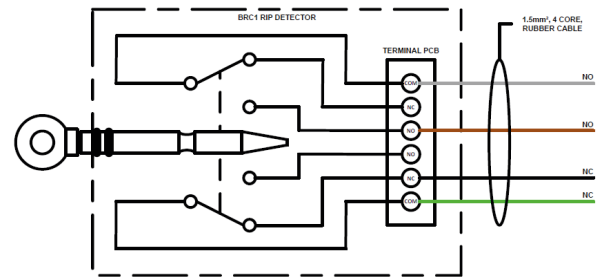 BRC1 RIP DETECTOR
1.5mm², 4 CORE,
RUBBER CABLE
TERMINAL PCB
COM
NO
NC
NO
NO
NO
NC
NC
COM
NC